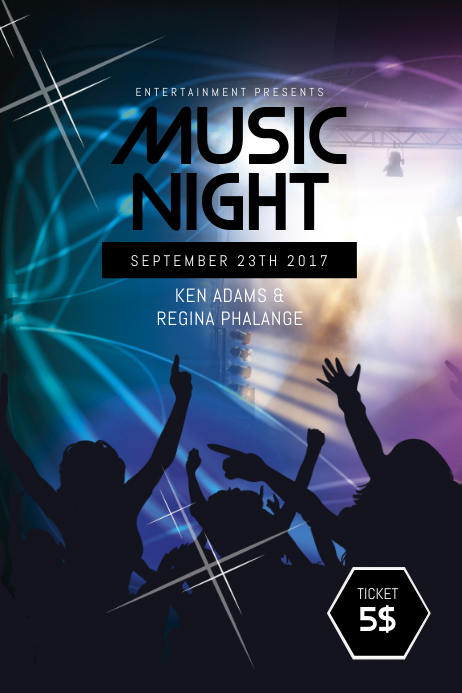 ENTERTAINMENT PRESENTS
MUSIC
NIGHT
SEPTEMBER 23TH 2017
KEN ADAMS &
REGINA PHALANGE
TICKET
5$